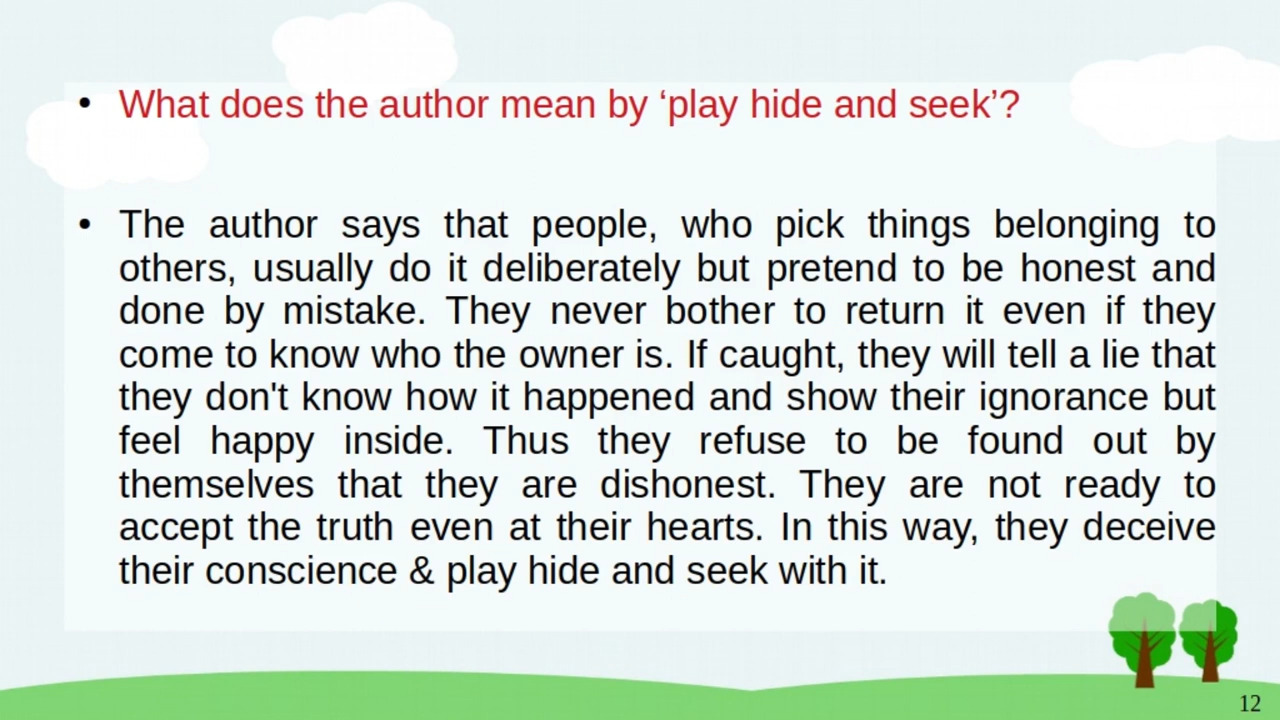 • What does the author mean by ‘play hide and seek’?
• The author says that people, who pick things belonging to
others, usually do it deliberately but pretend to be honest and
done by mistake. They never bother to return it even if they
come to know who the owner is. If caught, they will tell a lie that
they don't know how it happened and show their ignorance but
feel happy inside. Thus they refuse to be found out by
themselves that they are dishonest. They are not ready to
accept the truth even at their hearts. In this way, they deceive
their conscience & play hide and seek with it.
12